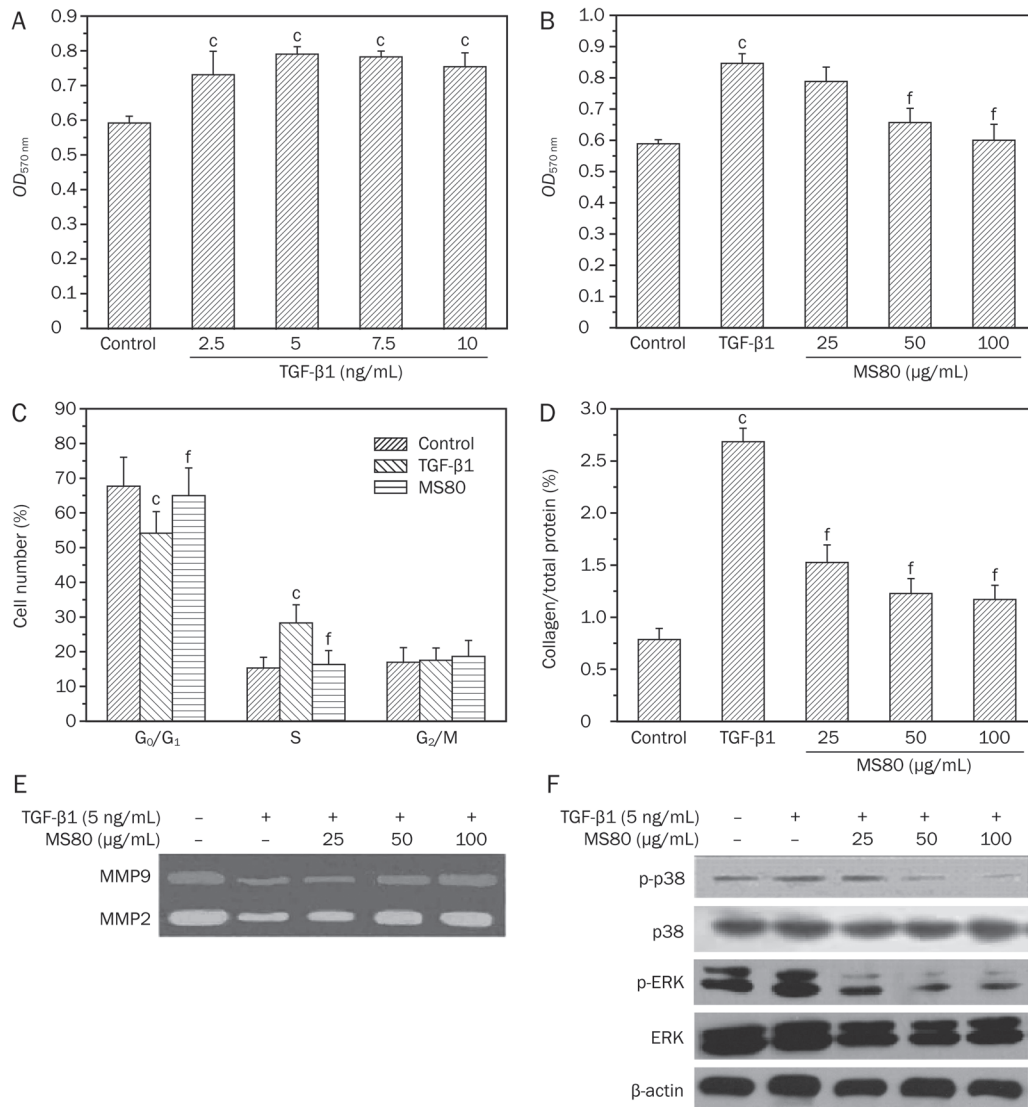 A
0.9
0.8
0.7
0.6
0.5
0.4
0.3
0.2
0.1
0
OD570 nm
c
c
c
c
Control
2.5
5
7.5
10
TGF-β1 (ng/mL)
B
1.0
0.9
0.8
0.7
0.6
0.5
0.4
0.3
0.2
0.1
0
OD570 nm
c
f
f
Control
TGF-β1
25
50
100
MS80 (μg/mL)
C
90
80
70
60
50
40
30
20
10
0
Cell number (%)
Control
TGF-β1
MS80
c
f
c
f
G0/G1
S
G2/M
D
3.0
2.5
2.0
1.5
1.0
0.5
0
Collagen/total protein (%)
c
f
f
f
Control
TGF-β1
25
50
100
MS80 (μg/mL)
E
TGF-β1 (5 ng/mL) – + + + +
MS80 (μg/mL) – – 25 50 100
MMP9
MMP2
F
TGF-β1 (5 ng/mL) – + + + +
MS80 (μg/mL) – – 25 50 100
p-p38
p38
p-ERK
ERK
β-actin